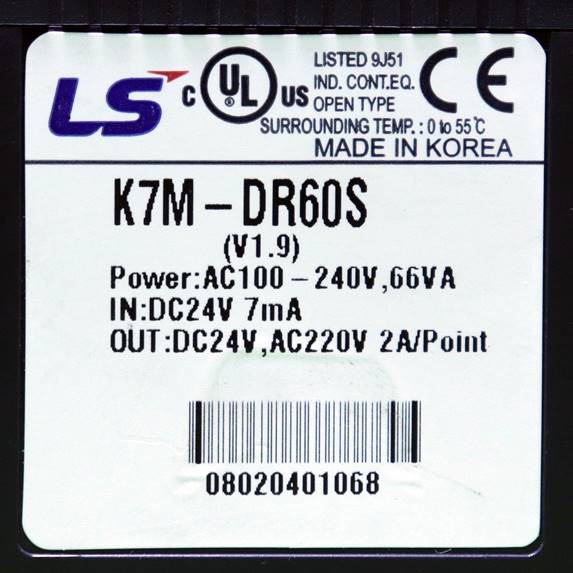 LS
C UL ® US
LISTED 9J51
IND. CONT.EQ.
OPEN TYPE
CE
SURROUNDING TEMP. : 0 to 55℃
MADE IN KOREA
K7M-DR60S
(V1.9)
Power:AC100-240V,66VA
IN:DC24V 7mA
OUT:DC24V,AC220V 2A/Point
08020401068